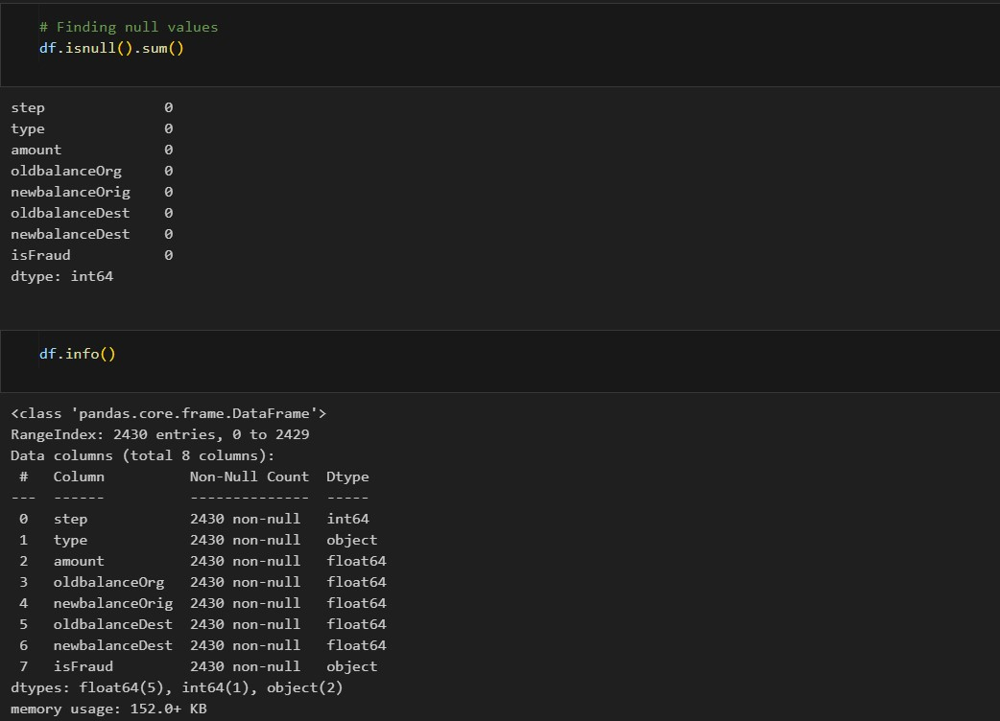 # Finding null values
df.isnull().sum()
step 0
type 0
amount 0
oldbalanceOrg 0
newbalanceOrig 0
oldbalanceDest 0
newbalanceDest 0
isFraud 0
dtype: int64
df.info()
<class 'pandas.core.frame.DataFrame'>
RangeIndex: 2430 entries, 0 to 2429
Data columns (total 8 columns):
# Column Non-Null Count Dtype
--- ------ -------------- -----
0 step 2430 non-null int64
1 type 2430 non-null object
2 amount 2430 non-null float64
3 oldbalanceOrg 2430 non-null float64
4 newbalanceOrig 2430 non-null float64
5 oldbalanceDest 2430 non-null float64
6 newbalanceDest 2430 non-null float64
7 isFraud 2430 non-null object
dtypes: float64(5), int64(1), object(2)
memory usage: 152.0+ KB